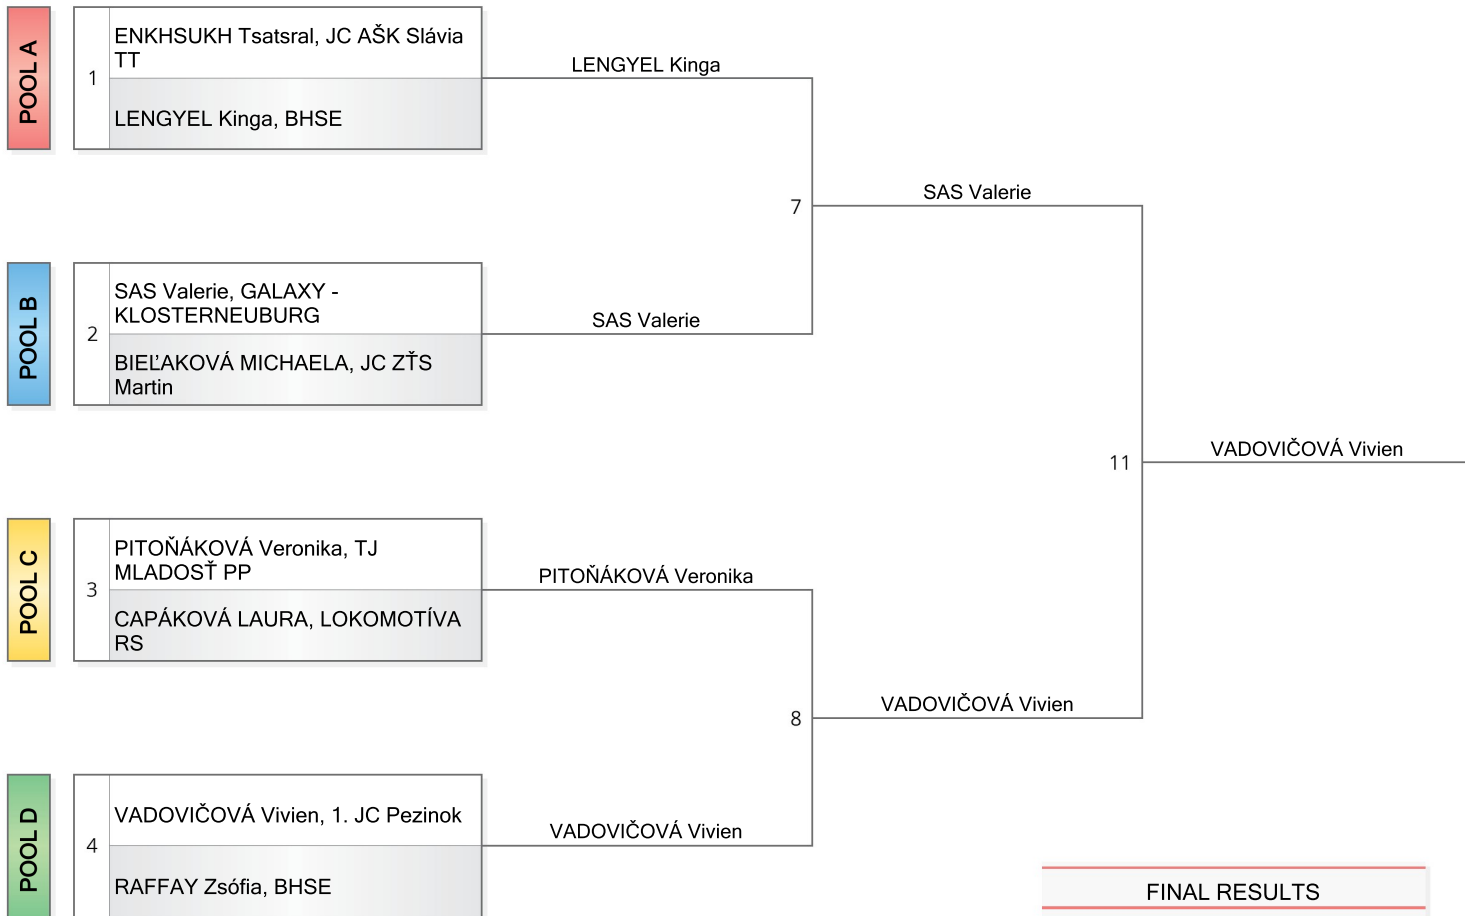 POOL A
1
ENKHSUKH Tsatsral, JC AŠK Slávia
TT
LENGYEL Kinga, BHSE
LENGYEL Kinga
7
SAS Valerie
POOL B
2
SAS Valerie, GALAXY -
KLOSTERNEUBURG
BIEĽAKOVÁ MICHAELA, JC ZŤS
Martin
SAS Valerie
11
VADOVIČOVÁ Vivien
POOL C
3
PITOŇÁKOVÁ Veronika, TJ
MLADOSŤ PP
CAPÁKOVÁ LAURA, LOKOMOTÍVA
RS
PITOŇÁKOVÁ Veronika
8
VADOVIČOVÁ Vivien
POOL D
4
VADOVIČOVÁ Vivien, 1. JC Pezinok
RAFFAY Zsófia, BHSE
VADOVIČOVÁ Vivien
FINAL RESULTS